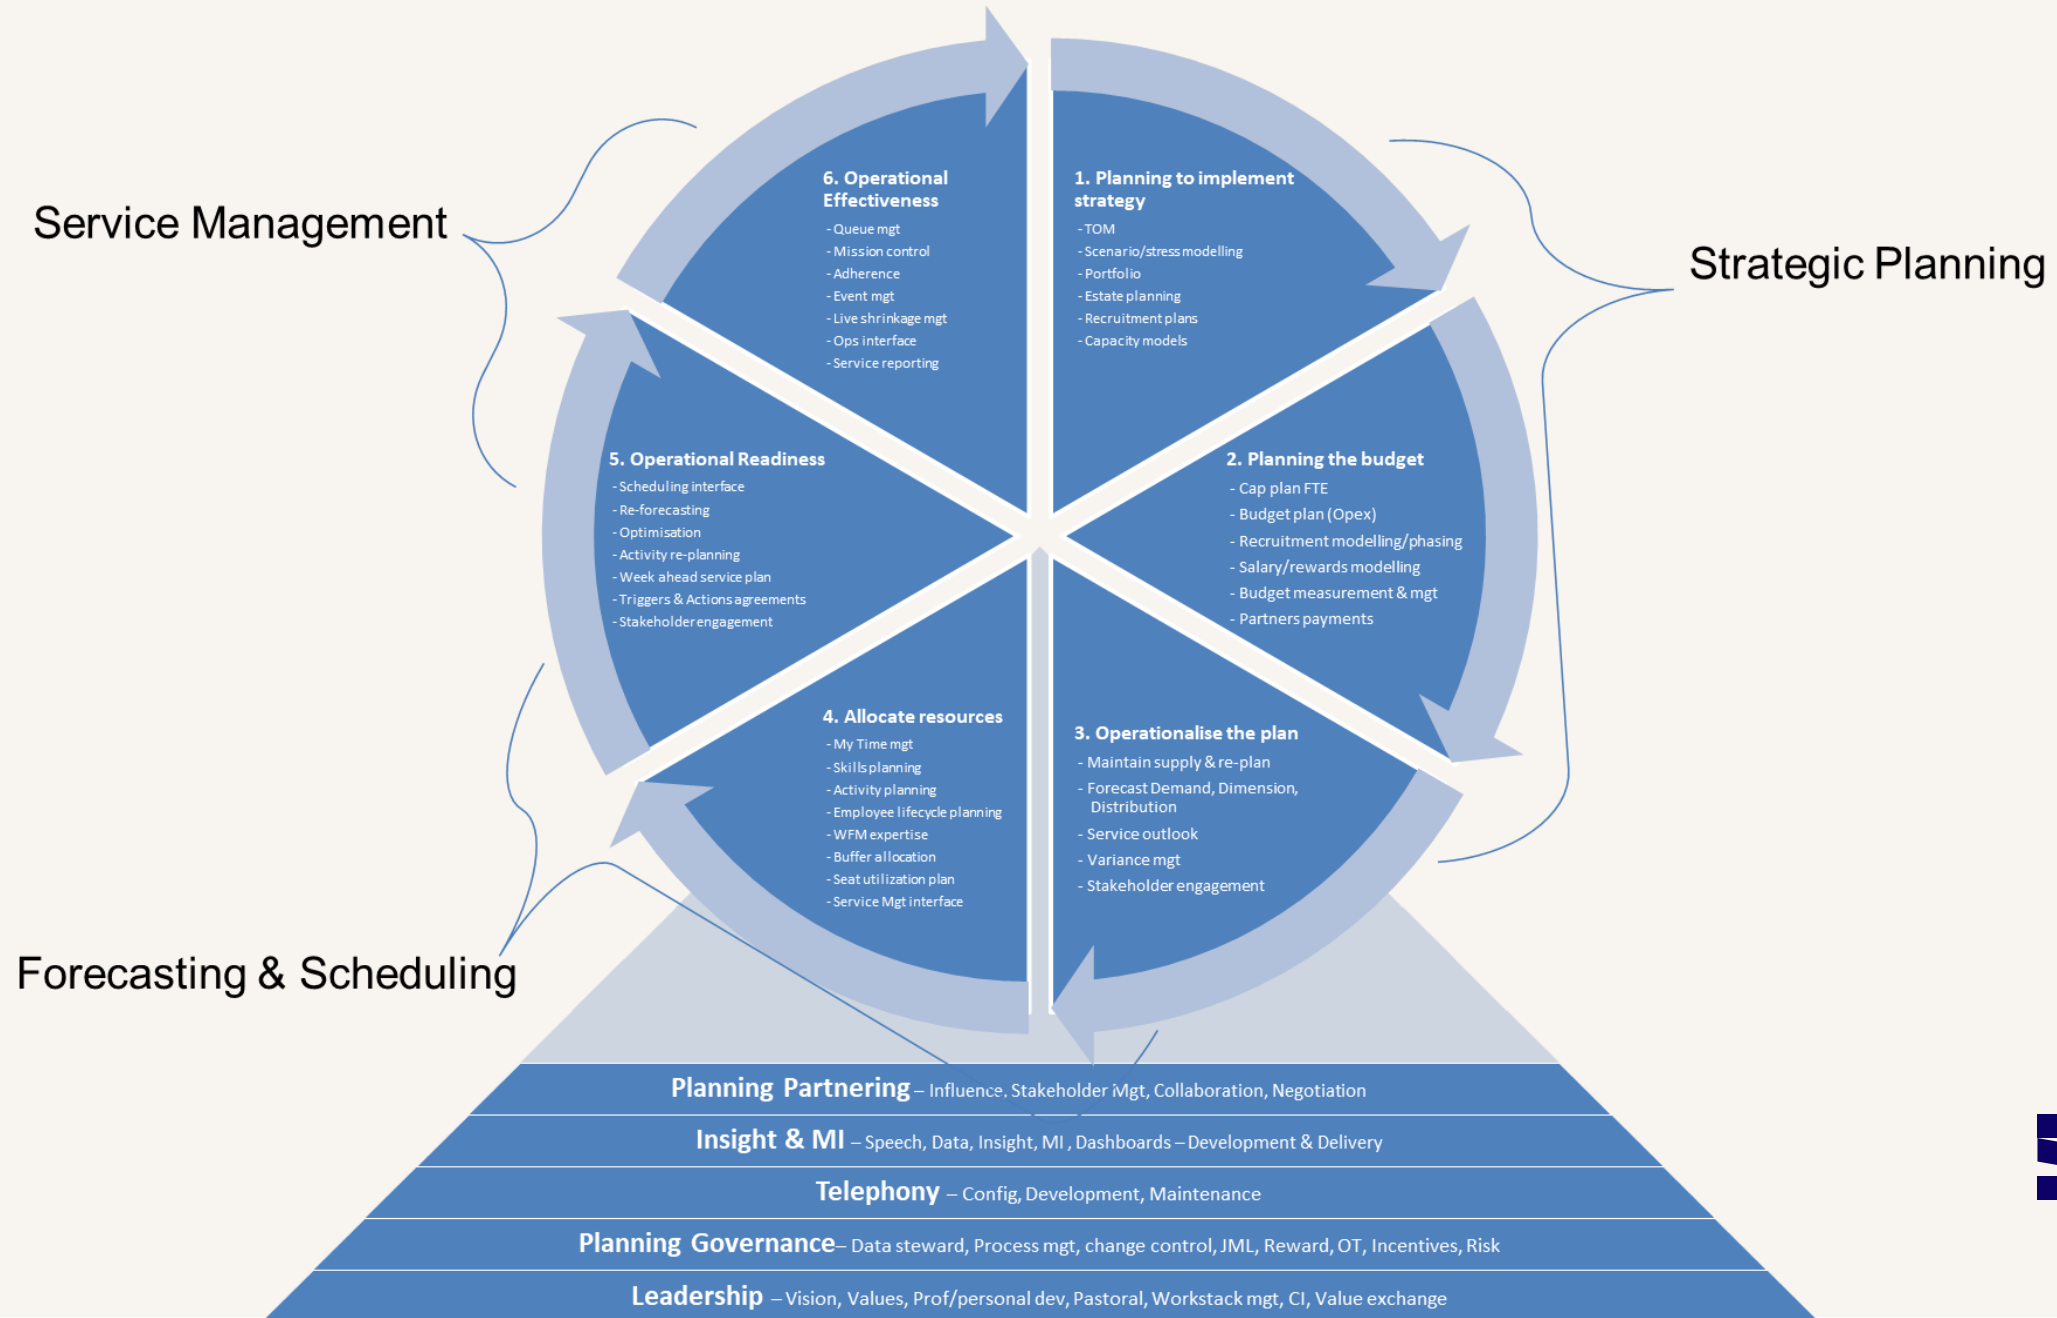 Service Management
Strategic Planning
Forecasting & Scheduling
1. Planning to implement
strategy
- TOM
- Scenario/stress modelling
- Portfolio
- Estate planning
- Recruitment plans
- Capacity models
2. Planning the budget
- Cap plan FTE
- Budget plan (Opex)
- Recruitment modelling/phasing
- Salary/rewards modelling
- Budget measurement & mgt
- Partners payments
3. Operationalise the plan
- Maintain supply & re-plan
- Forecast Demand, Dimension,
Distribution
- Service outlook
- Variance mgt
- Stakeholder engagement
4. Allocate resources
- My Time mgt
- Skills planning
- Activity planning
- Employee lifecycle planning
- WFM expertise
- Buffer allocation
- Seat utilization plan
- Service Mgt interface
5. Operational Readiness
- Scheduling interface
- Re-forecasting
- Optimisation
- Activity re-planning
- Week ahead service plan
- Triggers & Actions agreements
- Stakeholder engagement
6. Operational
Effectiveness
- Queue mgt
- Mission control
- Adherence
- Event mgt
- Live shrinkage mgt
- Ops interface
- Service reporting
Planning Partnering – Influence, Stakeholder Mgt, Collaboration, Negotiation
Insight & MI – Speech, Data, Insight, MI , Dashboards – Development & Delivery
Telephony – Config, Development, Maintenance
Planning Governance– Data steward, Process mgt, change control, JML, Reward, OT, Incentives, Risk
Leadership – Vision, Values, Prof/personal dev, Pastoral, Workstack mgt, CI, Value exchange